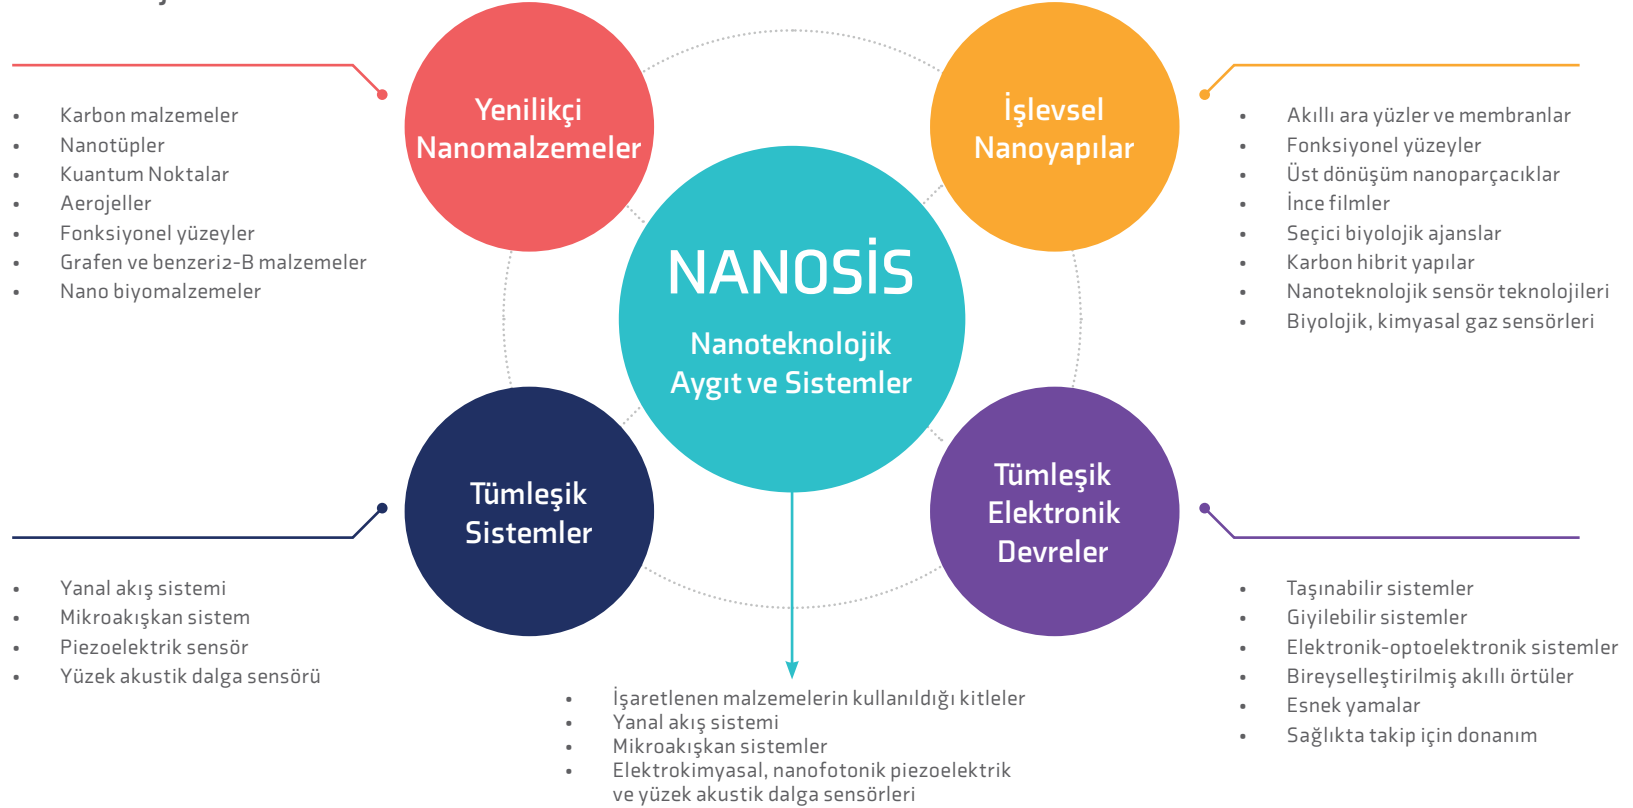 Yenilikçi
Nanomalzemeler
• Karbon malzemeler
• Nanotüpler
• Kuantum Noktalar
• Aerojeller
• Fonksiyonel yüzeyler
• Grafen ve benzeri2-B malzemeler
• Nano biyomalzemeler
İşlevsel
Nanoyapılar
• Akıllı ara yüzler ve membranlar
• Fonksiyonel yüzeyler
• Üst dönüşüm nanoparçacıklar
• İnce filmler
• Seçici biyolojik ajanslar
• Karbon hibrit yapılar
• Nanoteknolojik sensör teknolojileri
• Biyolojik, kimyasal gaz sensörleri
NANOSİS
Nanoteknolojik
Aygıt ve Sistemler
Tümleşik
Sistemler
• Yanal akış sistemi
• Mikroakışkan sistem
• Piezoelektrik sensör
• Yüzek akustik dalga sensörü
Tümleşik
Elektronik
Devreler
• Taşınabilir sistemler
• Giyilebilir sistemler
• Elektronik-optoelektronik sistemler
• Bireyselleştirilmiş akıllı örtüler
• Esnek yamalar
• Sağlıkta takip için donanım
• İşaretlenen malzemelerin kullanıldığı kitleler
• Yanal akış sistemi
• Mikroakışkan sistemler
• Elektrokimyasal, nanofotonik piezoelektrik
ve yüzek akustik dalga sensörleri